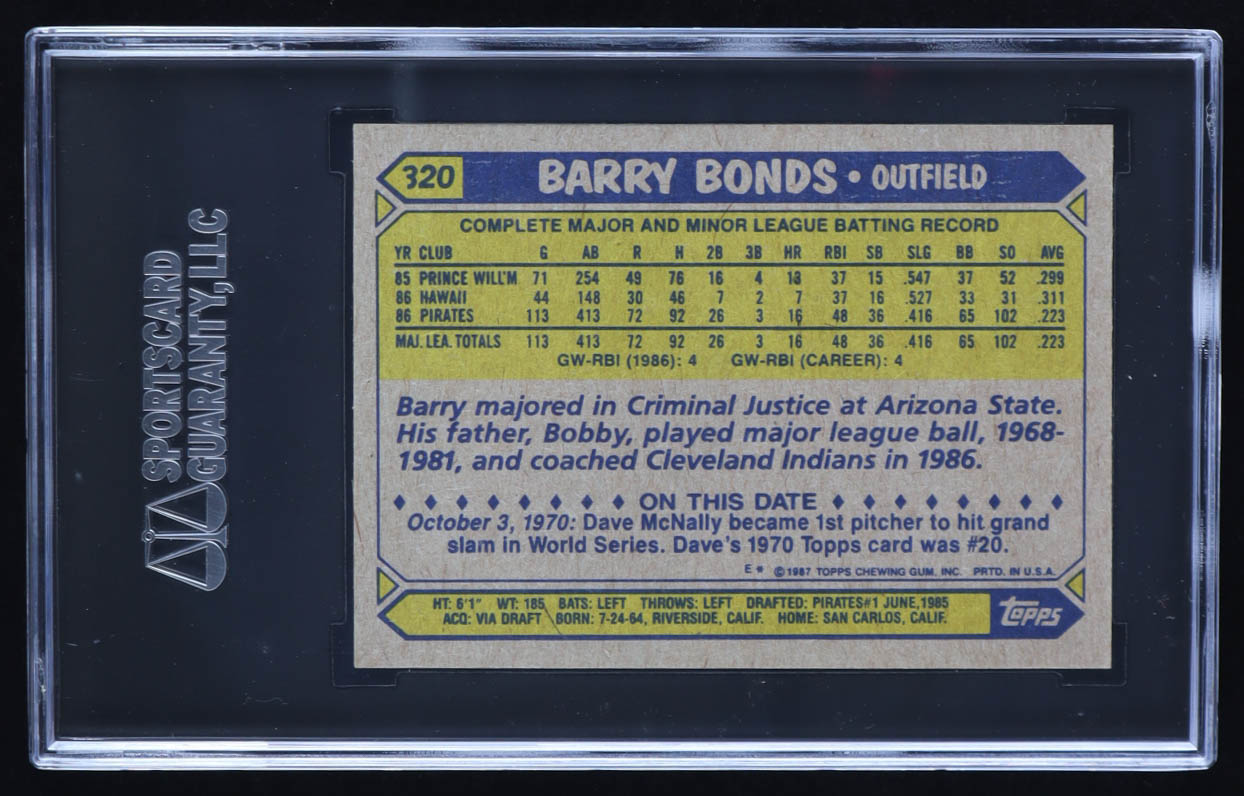 SPORTSCARD
GUARANTY, LLC
320
BARRY BONDS • OUTFIELD
COMPLETE MAJOR AND MINOR LEAGUE BATTING RECORD
YR CLUB G AB R H 2B 3B HR RBI SB SLG BB SO AVG
85 PRINCE WILL'M 71 254 49 76 16 4 13 37 15 .547 37 52 .299
86 HAWAII 44 148 30 46 7 2 7 37 16 .527 33 31 .311
86 PIRATES 113 413 72 92 26 3 16 48 36 .416 65 102 .223
MAJ. LEA. TOTALS 113 413 72 92 26 3 16 48 36 .416 65 102 .223
GW-RBI (1986): 4 GW-RBI (CAREER): 4
Barry majored in Criminal Justice at Arizona State.
His father, Bobby, played major league ball, 1968-
1981, and coached Cleveland Indians in 1986.
♦ ♦ ♦ ♦ ♦ ♦ ♦ ♦ ON THIS DATE ♦ ♦ ♦ ♦ ♦ ♦ ♦ ♦
October 3, 1970: Dave McNally became 1st pitcher to hit grand
slam in World Series. Dave's 1970 Topps card was #20.
E* ©1987 TOPPS CHEWING GUM, INC. PRTD. IN U.S.A.
HT: 6'1" WT: 185 BATS: LEFT THROWS: LEFT DRAFTED: PIRATES#1 JUNE,1985
ACQ: VIA DRAFT BORN: 7-24-64, RIVERSIDE, CALIF. HOME: SAN CARLOS, CALIF.
topps